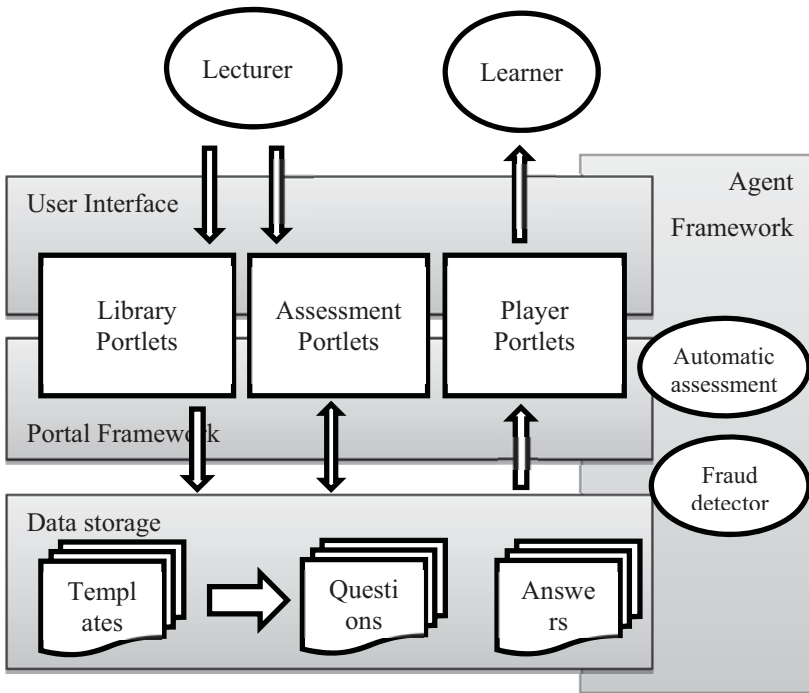 Lecturer
Learner
User Interface
Agent
Framework
Library
Portlets
Assessment
Portlets
Player
Portlets
Automatic
assessment
Portal Framework
Fraud
detector
Data storage
Templ
ates
Questi
ons
Answe
rs